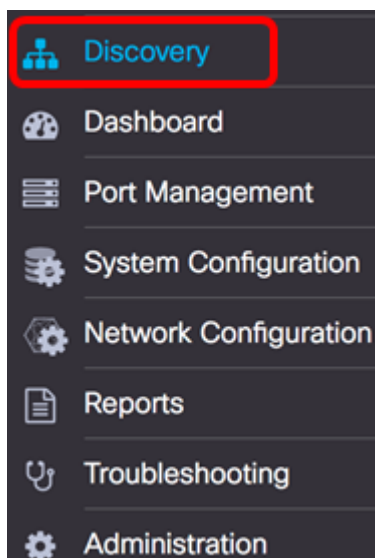 Discovery
Dashboard
Port Management
System Configuration
Network Configuration
Reports
Troubleshooting
Administration